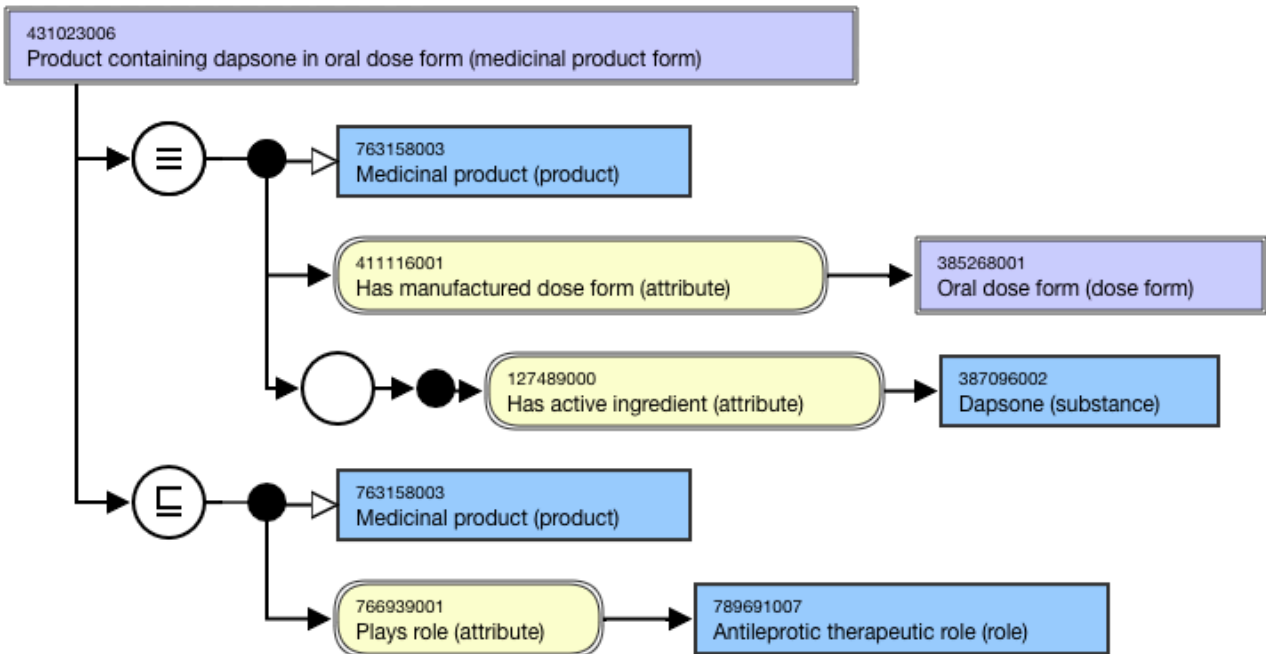 431023006
Product containing dapsone in oral dose form (medicinal product form)
≡
763158003
Medicinal product (product)
411116001
Has manufactured dose form (attribute)
385268001
Oral dose form (dose form)
127489000
Has active ingredient (attribute)
387096002
Dapsone (substance)
⊑
763158003
Medicinal product (product)
766939001
Plays role (attribute)
789691007
Antileprotic therapeutic role (role)